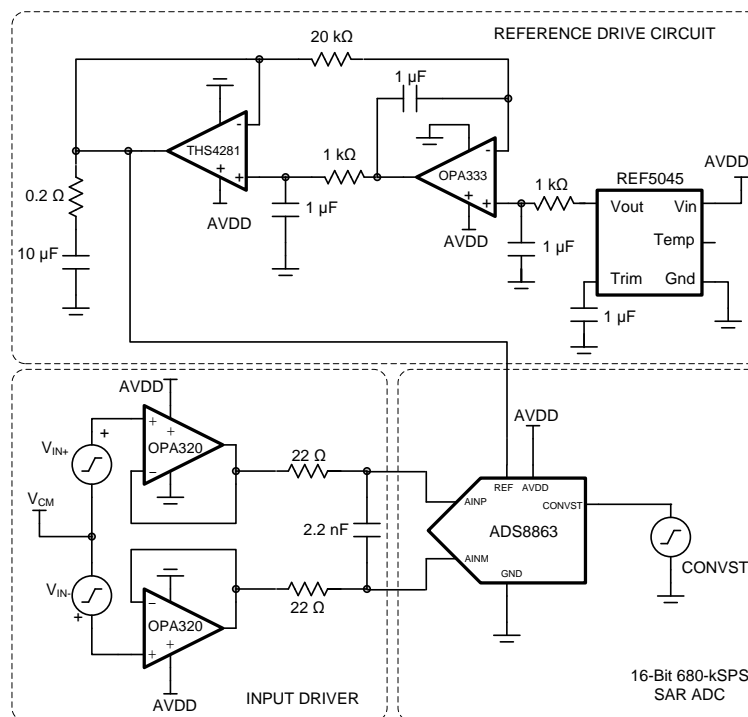 20 kΩ
REFERENCE DRIVE CIRCUIT
1 µF
THS4281
-
+
+
AVDD
1 kΩ
-
OPA333
+
+
AVDD
1 kΩ
REF5045
AVDD
Vout
Vin
Temp
Trim
Gnd
0.2 Ω
10 µF
1 µF
1 µF
1 µF
AVDD
+
VIN+
+
+
−
OPA320
22 Ω
VCM
2.2 nF
VIN-
+
−
+
+
OPA320
22 Ω
AVDD
INPUT DRIVER
AVDD
REF
AVDD
AINP
CONVST
ADS8863
AINM
GND
CONVST
16-Bit 680-kSPS
SAR ADC